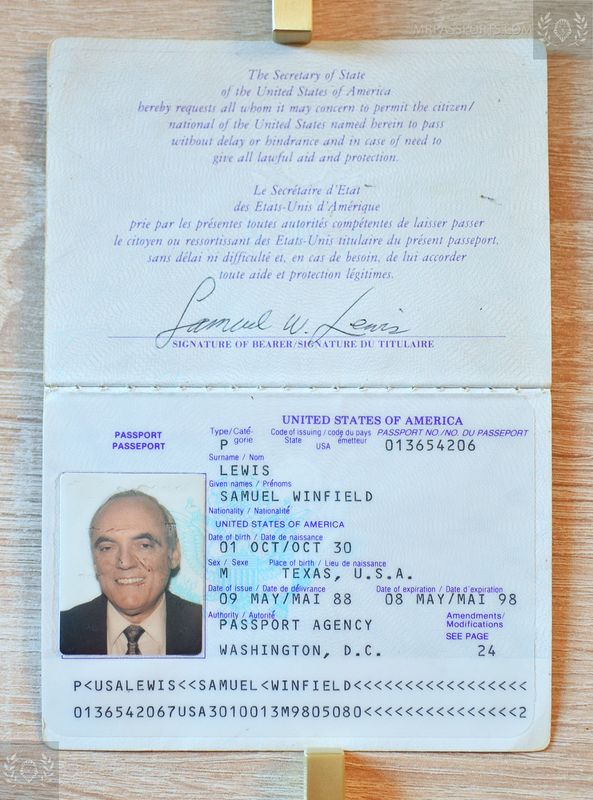 MRPASSPORTS.COM
The Secretary of State
of the United States of America
hereby requests all whom it may concern to permit the citizen/
national of the United States named herein to pass
without delay or hindrance and in case of need to
give all lawful aid and protection.
Le Secrétaire d'Etat
des Etats-Unis d'Amérique
prie par les présentes toutes autorités compétentes de laisser passer
le citoyen ou ressortissant des Etats-Unis titulaire du présent passeport,
sans délai ni difficulté et, en cas de besoin, de lui accorder
toute aide et protection légitimes.
Samuel W. Lewis
SIGNATURE OF BEARER/SIGNATURE DU TITULAIRE
UNITED STATES OF AMERICA
PASSPORT
PASSEPORT
Type/Caté-gorie
P
Code of issuing / code du pays
State USA émetteur
PASSPORT NO./NO. DU PASSEPORT
013654206
Surname / Nom
LEWIS
Given names / Prénoms
SAMUEL WINFIELD
Nationality / Nationalité
UNITED STATES OF AMERICA
Date of birth / Date de naissance
01 OCT/OCT 30
Sex / Sexe Place of birth / Lieu de naissance
M TEXAS, U.S.A.
Date of issue / Date de délivrance Date of expiration / Date d'expiration
09 MAY/MAI 88 08 MAY/MAI 98
Authority / Autorité
PASSPORT AGENCY
WASHINGTON, D.C.
Amendments/
Modifications
SEE PAGE
24
P<USALEWIS<<SAMUEL<WINFIELD<<<<<<<<<<<<<<<<<
0136542067USA3010013M9805080<<<<<<<<<<<<<<<2